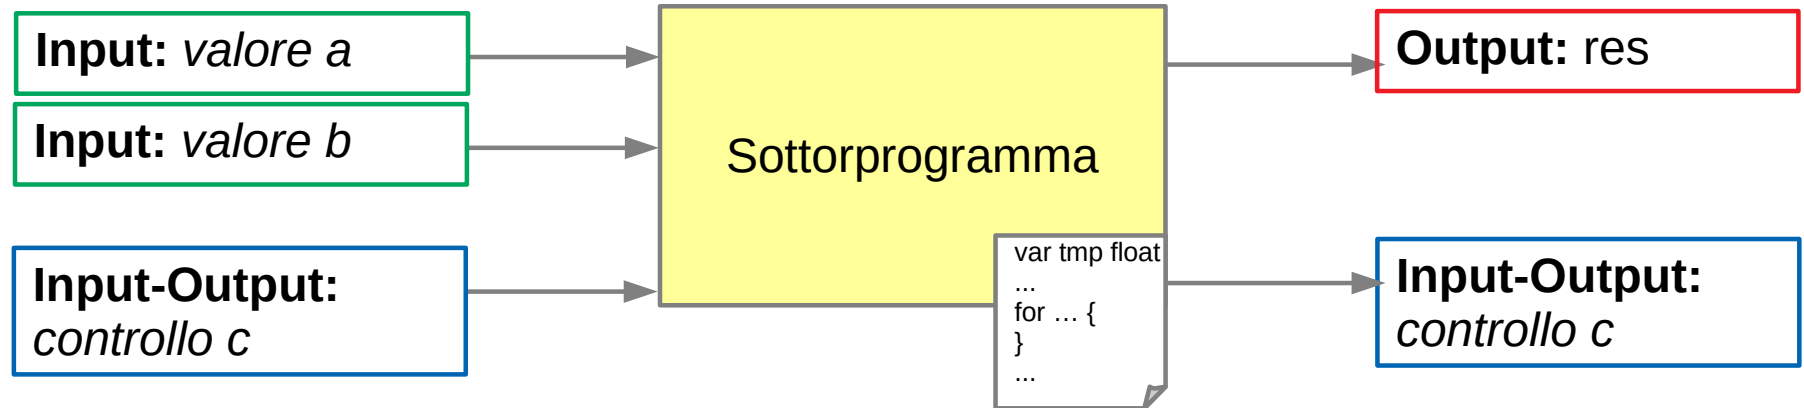 Input: valore a
Input: valore b
Input-Output:
controllo c
Sottorprogramma
var tmp float
...
for … {
}
...
Output: res
Input-Output:
controllo c